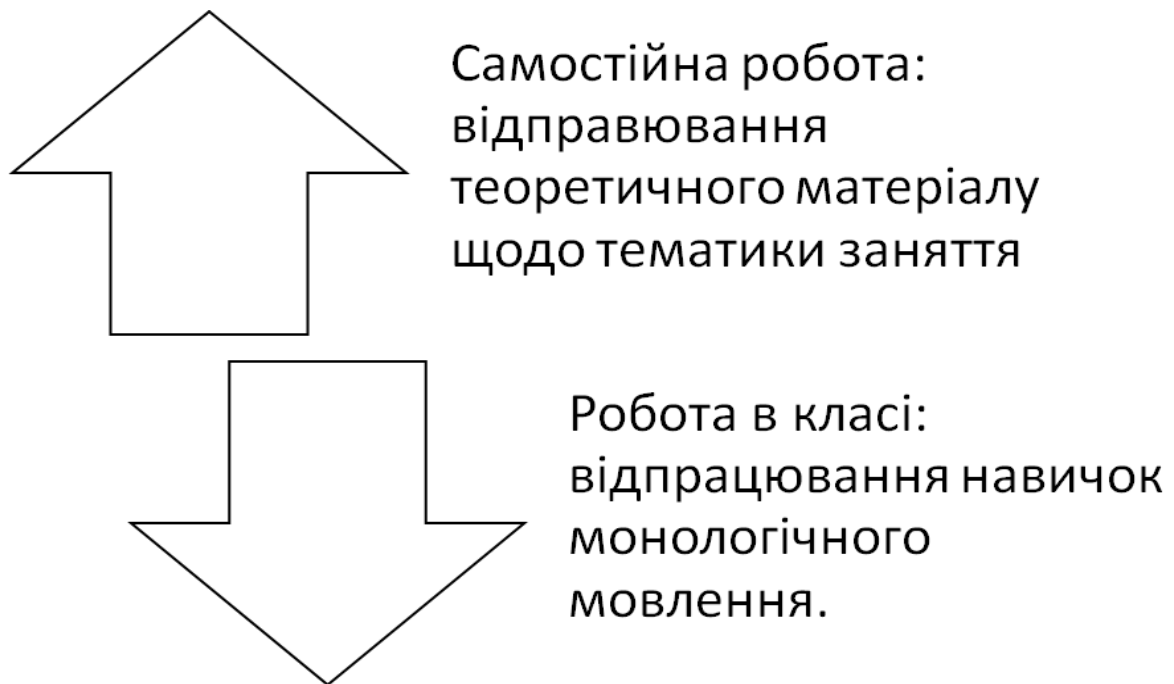 Самостійна робота:
відправювання
теоретичного матеріалу
щодо тематики заняття
Робота в класі:
відпрацювання навичок
монологічного
мовлення.